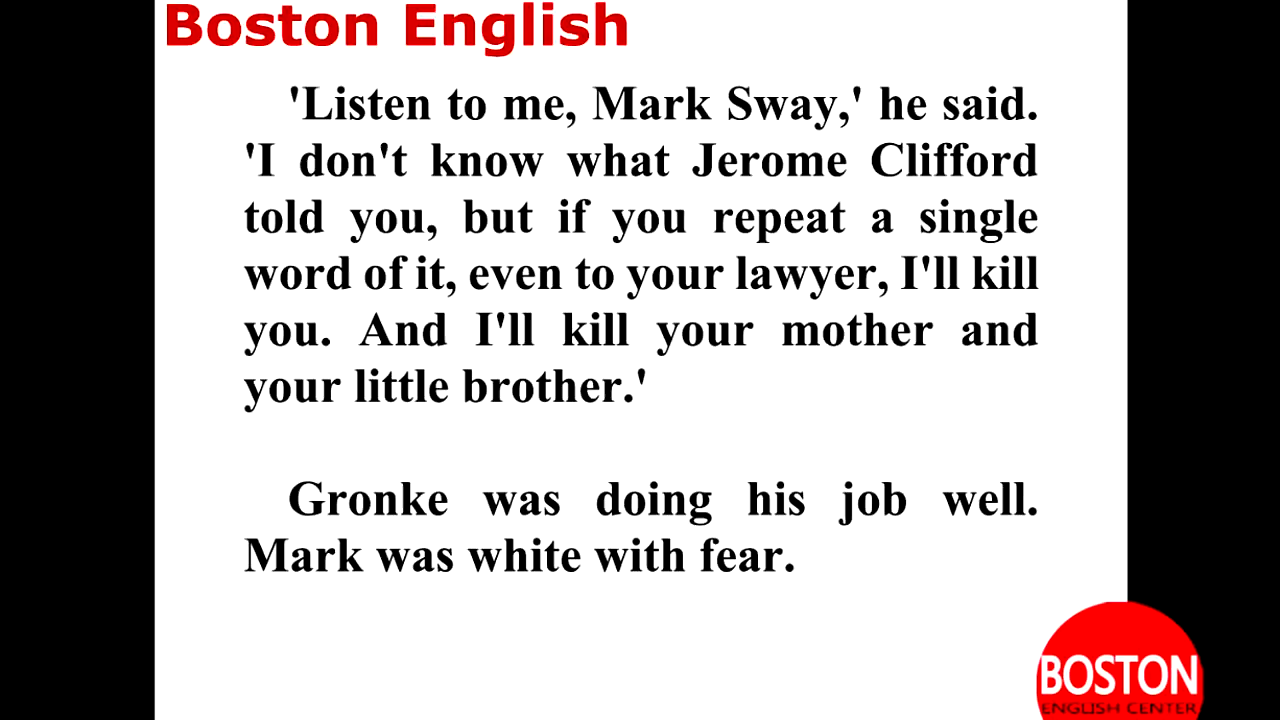 Boston English
'Listen to me, Mark Sway,' he said.
'I don't know what Jerome Clifford
told you, but if you repeat a single
word of it, even to your lawyer, I'll kill
you. And I'll kill your mother and
your little brother.'
Gronke was doing his job well.
Mark was white with fear.
BOSTON
ENGLISH CENTER